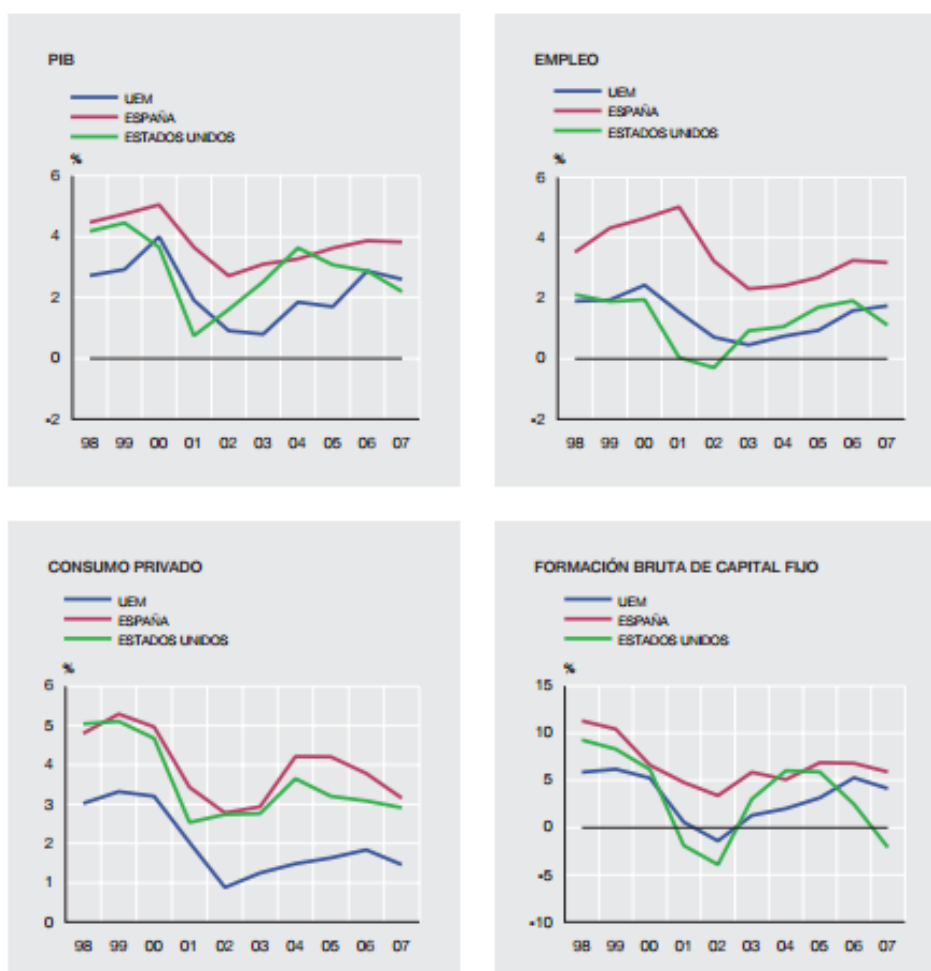 PIB
UEM
ESPAÑA
ESTADOS UNIDOS
%
6
4
2
0
-2
98 99 00 01 02 03 04 05 06 07
EMPLEO
UEM
ESPAÑA
ESTADOS UNIDOS
%
6
4
2
0
-2
98 99 00 01 02 03 04 05 06 07
CONSUMO PRIVADO
UEM
ESPAÑA
ESTADOS UNIDOS
%
6
5
4
3
2
1
0
98 99 00 01 02 03 04 05 06 07
FORMACIÓN BRUTA DE CAPITAL FIJO
UEM
ESPAÑA
ESTADOS UNIDOS
%
15
10
5
0
-5
-10
98 99 00 01 02 03 04 05 06 07